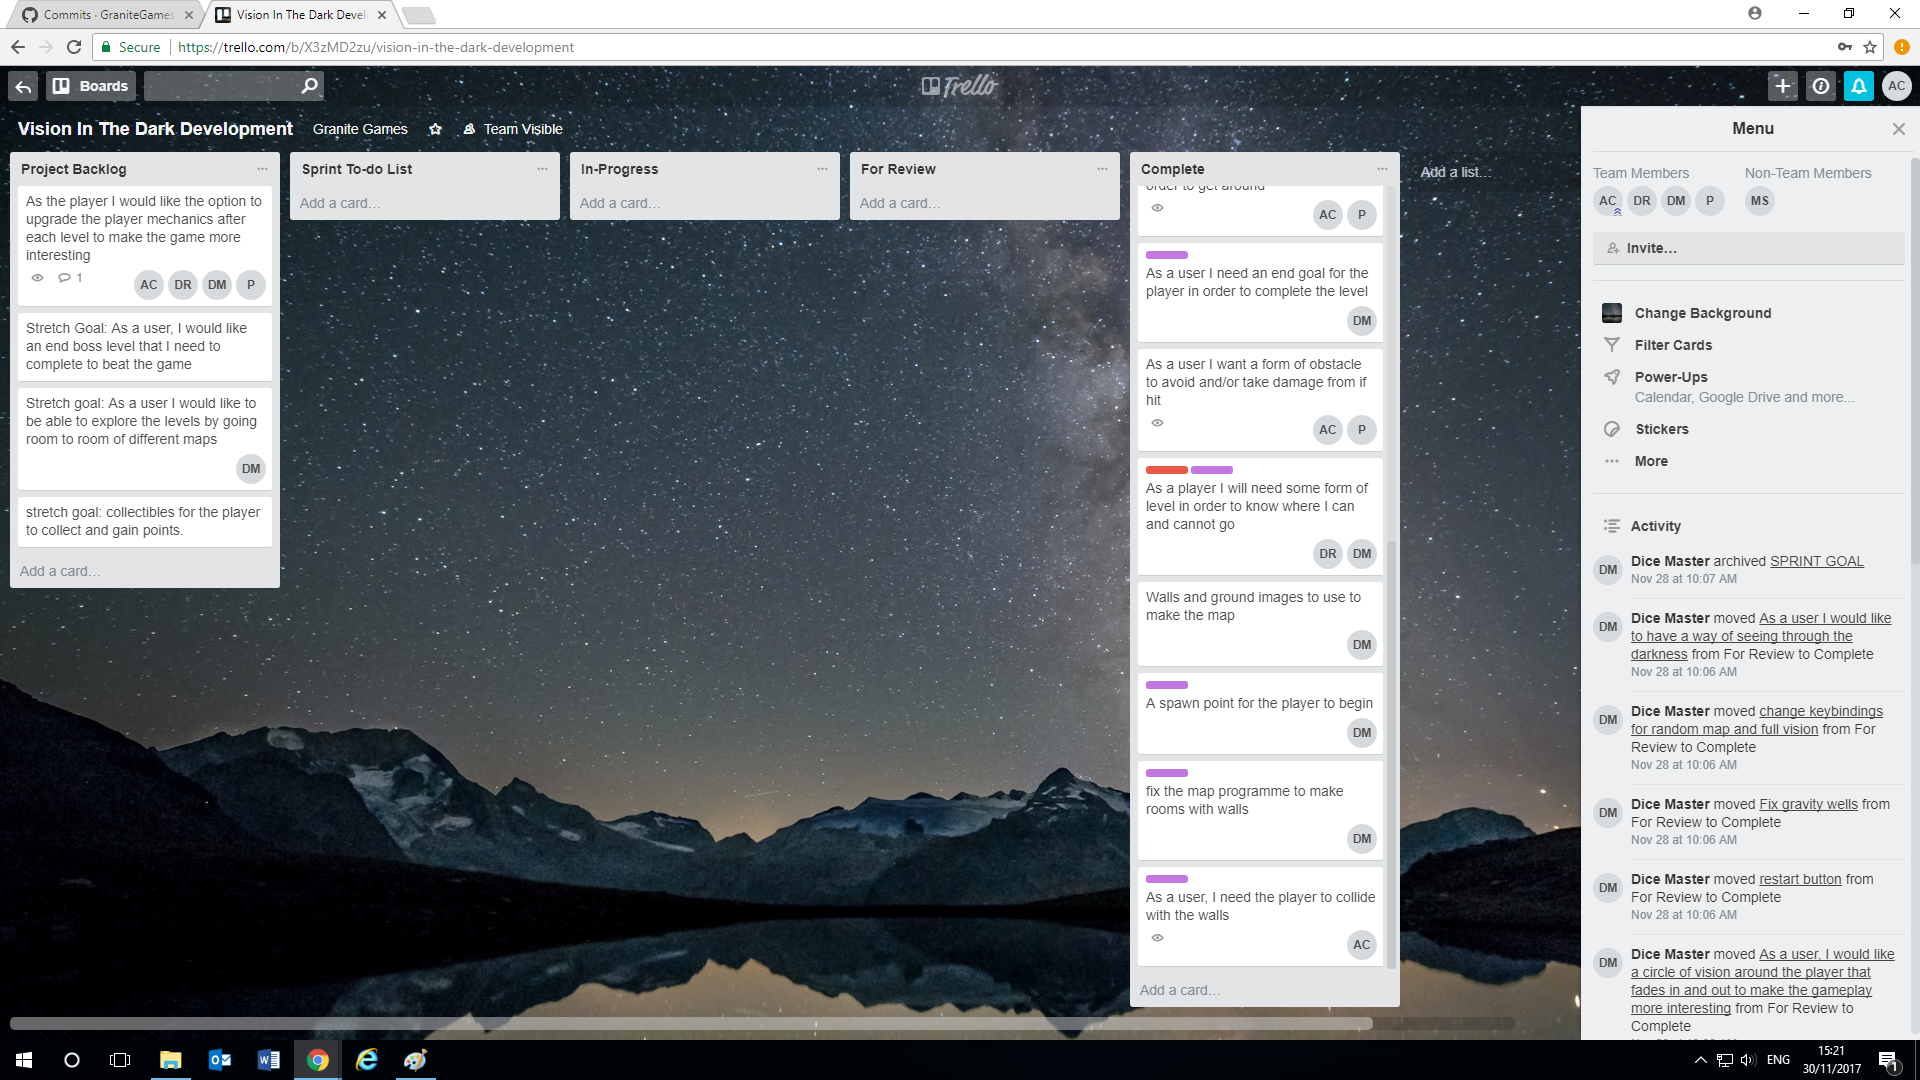 Commits · GraniteGames
Vision In The Dark Devel
Secure
https://trello.com/b/X3zMD2zu/vision-in-the-dark-development
Boards
Trello
AC
Vision In The Dark Development
Granite Games
Team Visible
Project Backlog
As the player I would like the option to
upgrade the player mechanics after
each level to make the game more
interesting
1
AC DR DM P
Stretch Goal: As a user, I would like
an end boss level that I need to
complete to beat the game
Stretch goal: As a user I would like to
be able to explore the levels by going
room to room of different maps
DM
stretch goal: collectibles for the player
to collect and gain points.
Add a card…
Sprint To-do List
Add a card…
In-Progress
Add a card…
For Review
Add a card…
Complete
order to get around
AC P
As a user I need an end goal for the
player in order to complete the level
DM
As a user I want a form of obstacle
to avoid and/or take damage from if
hit
AC P
As a player I will need some form of
level in order to know where I can
and cannot go
DR DM
Walls and ground images to use to
make the map
DM
A spawn point for the player to begin
DM
fix the map programme to make
rooms with walls
DM
As a user, I need the player to collide
with the walls
AC
Add a card…
Add a list…
Menu
Team Members
AC DR DM P
Non-Team Members
MS
Invite…
Change Background
Filter Cards
Power-Ups
Calendar, Google Drive and more...
Stickers
More
Activity
DM
Dice Master archived SPRINT GOAL
Nov 28 at 10:07 AM
DM
Dice Master moved As a user I would like
to have a way of seeing through the
darkness from For Review to Complete
Nov 28 at 10:06 AM
DM
Dice Master moved change keybindings
for random map and full vision from For
Review to Complete
Nov 28 at 10:06 AM
DM
Dice Master moved Fix gravity wells from
For Review to Complete
Nov 28 at 10:06 AM
DM
Dice Master moved restart button from
For Review to Complete
Nov 28 at 10:06 AM
DM
Dice Master moved As a user, I would like
a circle of vision around the player that
fades in and out to make the gameplay
more interesting from For Review to
Complete
ENG
15:21
30/11/2017
1